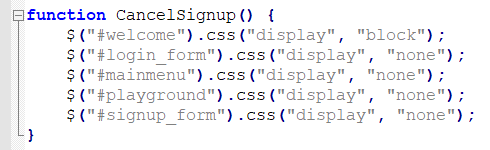 function CancelSignup() {
$("#welcome").css("display", "block");
$("#login_form").css("display", "none");
$("#mainmenu").css("display", "none");
$("#playground").css("display", "none");
$("#signup_form").css("display", "none");
}